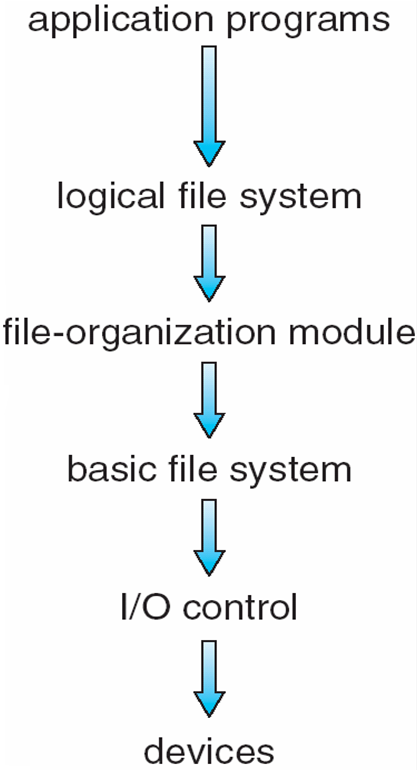 application programs
logical file system
file-organization module
basic file system
I/O control
devices